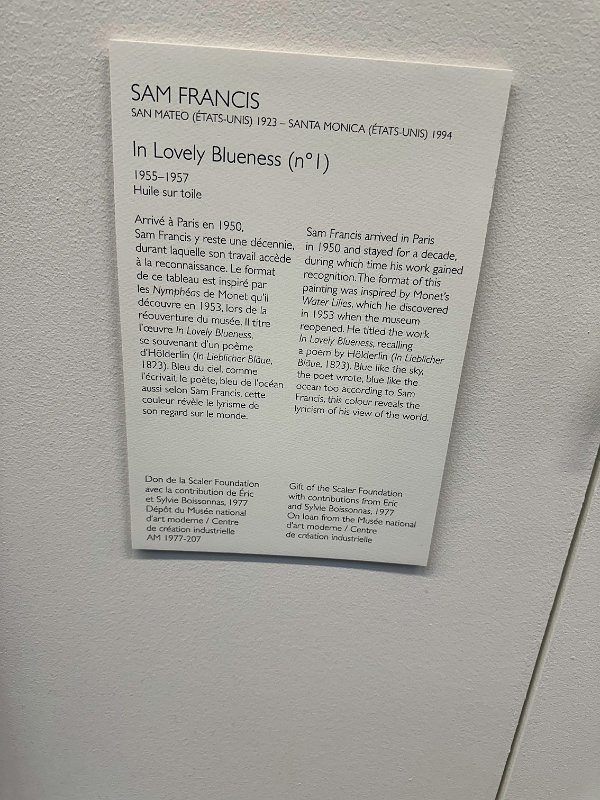 SAM FRANCIS
SAN MATEO (ÉTATS-UNIS) 1923 – SANTA MONICA (ÉTATS-UNIS) 1994
In Lovely Blueness (n°1)
1955–1957
Huile sur toile
Arrivé à Paris en 1950,
Sam Francis y reste une décennie,
durant laquelle son travail accède
à la reconnaissance. Le format
de ce tableau est inspiré par
les Nymphéas de Monet qu'il
découvre en 1953, lors de la
réouverture du musée. Il titre
l'œuvre In Lovely Blueness,
se souvenant d'un poème
d'Hölderlin (In Lieblicher Bläue,
1823). Bleu du ciel, comme
l'écrivait le poète, bleu de l'océan
aussi selon Sam Francis, cette
couleur révèle le lyrisme de
son regard sur le monde.
Sam Francis arrived in Paris
in 1950 and stayed for a decade,
during which time his work gained
recognition. The format of this
painting was inspired by Monet's
Water Lilies, which he discovered
in 1953 when the museum
reopened. He titled the work
In Lovely Blueness, recalling
a poem by Hölderlin (In Lieblicher
Bläue, 1823). Blue like the sky,
the poet wrote, blue like the
ocean too according to Sam
Francis, this colour reveals the
lyricism of his view of the world.
Don de la Scaler Foundation
avec la contribution de Éric
et Sylvie Boissonnas, 1977
Dépôt du Musée national
d'art moderne / Centre
de création industrielle
AM 1977-207
Gift of the Scaler Foundation
with contributions from Eric
and Sylvie Boissonnas, 1977
On loan from the Musée national
d'art moderne / Centre
de création industrielle